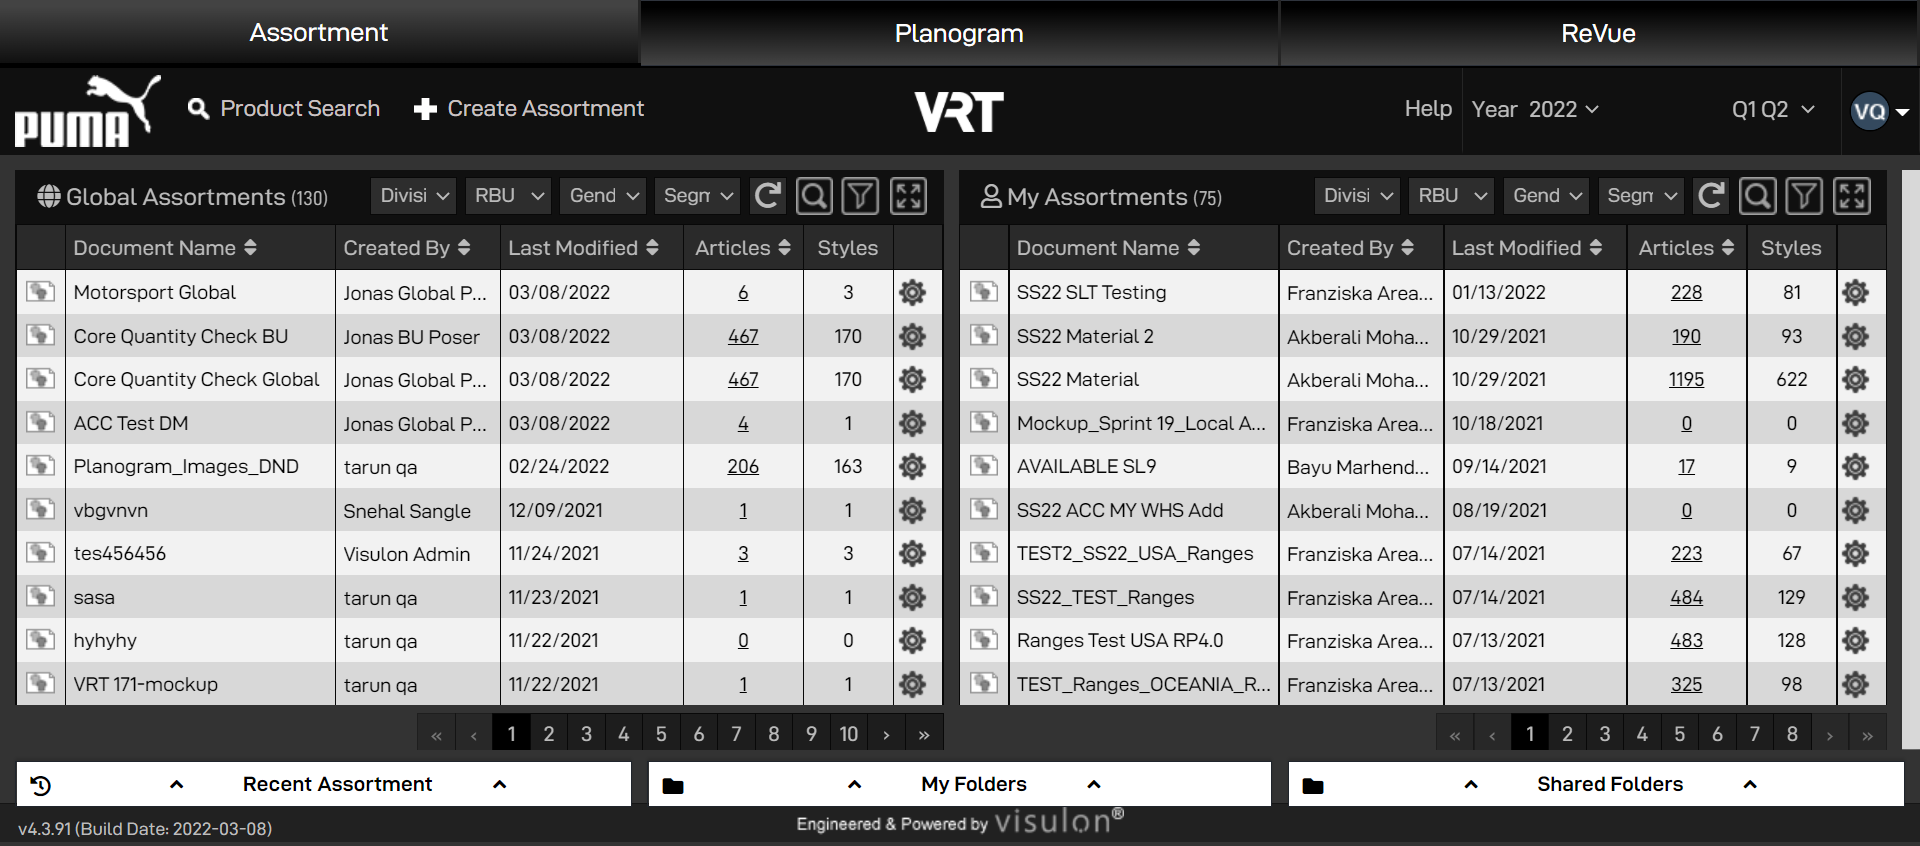 Assortment Planogram ReVue
PUMA Product Search Create Assortment VRT Help Year 2022 Q1 Q2 VQ
Global Assortments (130) Divisi RBU Gend Segm
Document Name Created By Last Modified Articles Styles
Motorsport Global Jonas Global P... 03/08/2022 6 3
Core Quantity Check BU Jonas BU Poser 03/08/2022 467 170
Core Quantity Check Global Jonas Global P... 03/08/2022 467 170
ACC Test DM Jonas Global P... 03/08/2022 4 1
Planogram_Images_DND tarun qa 02/24/2022 206 163
vbgvnvn Snehal Sangle 12/09/2021 1 1
tes456456 Visulon Admin 11/24/2021 3 3
sasa tarun qa 11/23/2021 1 1
hyhyhy tarun qa 11/22/2021 0 0
VRT 171-mockup tarun qa 11/22/2021 1 1
« ‹ 1 2 3 4 5 6 7 8 9 10 › »
My Assortments (75) Divisi RBU Gend Segm
Document Name Created By Last Modified Articles Styles
SS22 SLT Testing Franziska Area... 01/13/2022 228 81
SS22 Material 2 Akberali Moha... 10/29/2021 190 93
SS22 Material Akberali Moha... 10/29/2021 1195 622
Mockup_Sprint 19_Local A... Franziska Area... 10/18/2021 0 0
AVAILABLE SL9 Bayu Marhend... 09/14/2021 17 9
SS22 ACC MY WHS Add Akberali Moha... 08/19/2021 0 0
TEST2_SS22_USA_Ranges Franziska Area... 07/14/2021 223 67
SS22_TEST_Ranges Franziska Area... 07/14/2021 484 129
Ranges Test USA RP4.0 Franziska Area... 07/13/2021 483 128
TEST_Ranges_OCEANIA_R... Franziska Area... 07/13/2021 325 98
« ‹ 1 2 3 4 5 6 7 8 › »
Recent Assortment My Folders Shared Folders
v4.3.91 (Build Date: 2022-03-08) Engineered & Powered by visulon®